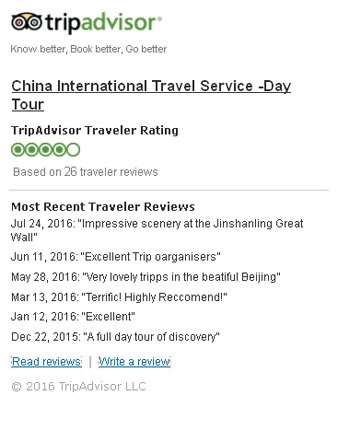 tripadvisor®
Know better, Book better, Go better
China International Travel Service -Day
Tour
TripAdvisor Traveler Rating
Based on 26 traveler reviews
Most Recent Traveler Reviews
Jul 24, 2016: "Impressive scenery at the Jinshanling Great
Wall"
Jun 11, 2016: "Excellent Trip oarganisers"
May 28, 2016: "Very lovely tripps in the beatiful Beijing"
Mar 13, 2016: "Terrific! Highly Reccomend!"
Jan 12, 2016: "Excellent"
Dec 22, 2015: "A full day tour of discovery"
Read reviews | Write a review
© 2016 TripAdvisor LLC